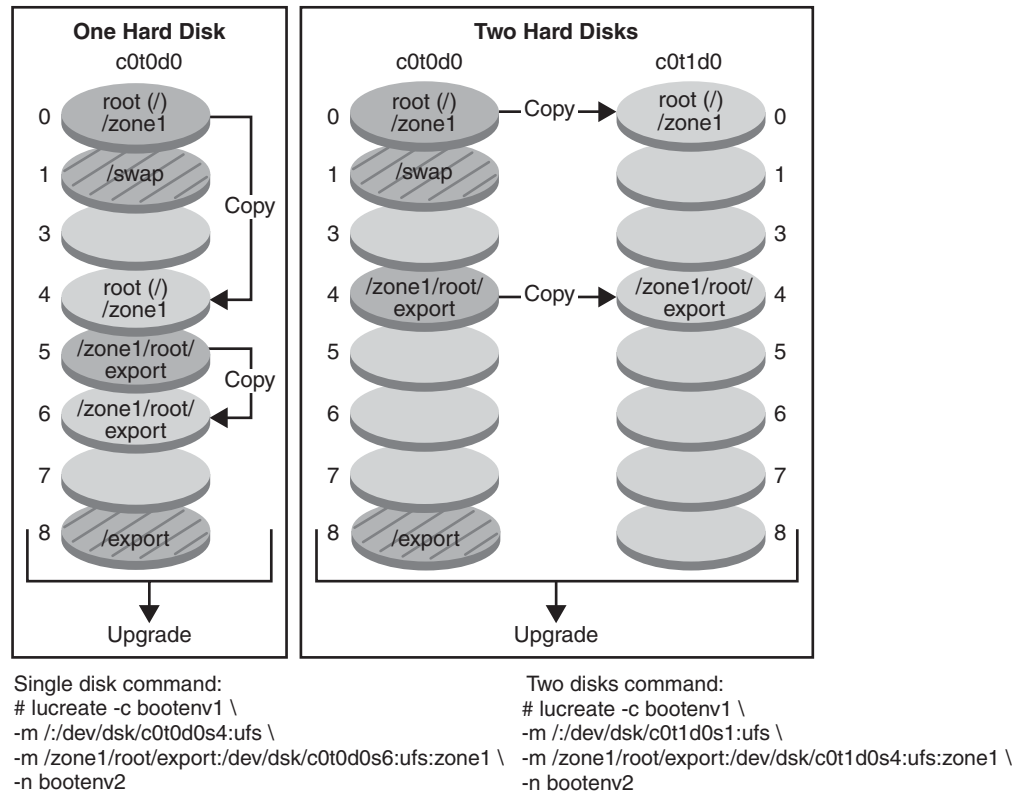 One Hard Disk
c0t0d0
0
root (/)
/zone1
1
/swap
Copy
3
4
root (/)
/zone1
5
/zone1/root/
export
Copy
6
/zone1/root/
export
7
8
/export
Upgrade
Two Hard Disks
c0t0d0
c0t1d0
0
root (/)
/zone1
Copy
root (/)
/zone1
0
1
/swap
1
3
3
4
/zone1/root/
export
Copy
/zone1/root/
export
4
5
5
6
6
7
7
8
/export
8
Upgrade
Single disk command:
# lucreate -c bootenv1 \
-m /:/dev/dsk/c0t0d0s4:ufs \
-m /zone1/root/export:/dev/dsk/c0t0d0s6:ufs:zone1 \
-n bootenv2
Two disks command:
# lucreate -c bootenv1 \
-m /:/dev/dsk/c0t1d0s1:ufs \
-m /zone1/root/export:/dev/dsk/c0t1d0s4:ufs:zone1 \
-n bootenv2